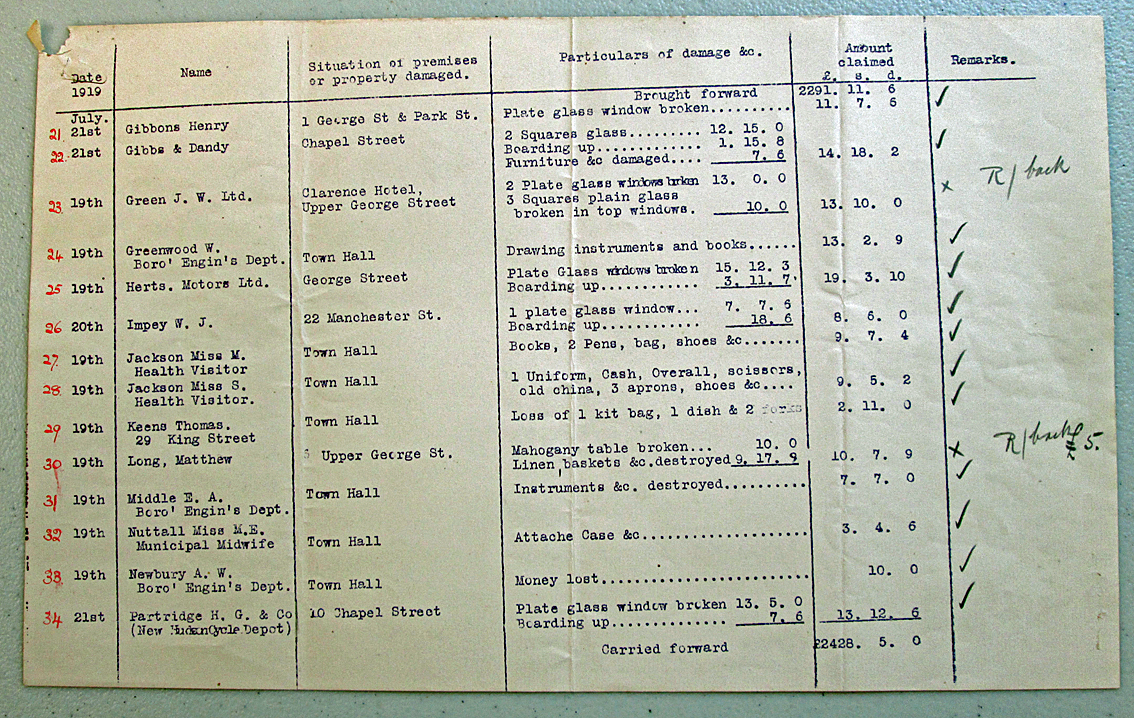 Date Name Situation of premises Particulars of damage &c. Amount Remarks.
1919 or property damaged. claimed
£. s. d.
Brought forward 2291. 11. 6
July.
21 21st Gibbons Henry 1 George St & Park St. Plate glass window broken.......... 11. 7. 6 ✓
22 21st Gibbs & Dandy Chapel Street 2 Squares glass......... 12. 15. 0 ✓
Boarding up............. 1. 15. 8
Furniture &c damaged.... 7. 6 14. 18. 2
23 19th Green J. W. Ltd. Clarence Hotel, 2 Plate glass windows broken 13. 0. 0 x R/back
Upper George Street 3 Squares plain glass
broken in top windows. 10. 0 13. 10. 0
24 19th Greenwood W. Town Hall Drawing instruments and books...... 13. 2. 9 ✓
Boro' Engin's Dept.
25 19th Herts. Motors Ltd. George Street Plate Glass windows broken 15. 12. 3 ✓
Boarding up............ 3. 11. 7. 19. 3. 10
26 20th Impey W. J. 22 Manchester St. 1 plate glass window... 7. 7. 6 ✓
Boarding up............ 18. 6 8. 6. 0
27 19th Jackson Miss M. Town Hall Books, 2 Pens, bag, shoes &c....... 9. 7. 4 ✓
Health Visitor
28 19th Jackson Miss S. Town Hall 1 Uniform, Cash, Overall, scissors, ✓
Health Visitor. old china, 3 aprons, shoes &c.... 9. 5. 2
29 19th Keens Thomas. Town Hall Loss of 1 kit bag, 1 dish & 2 forks 2. 11. 0 ✓
29 King Street
30 19th Long, Matthew Upper George St. Mahogany table broken... 10. 0 x R/back £5.
Linen, baskets &c.destroyed 9. 17. 9 10. 7. 9
31 19th Middle E. A. Town Hall Instruments &c. destroyed.......... 7. 7. 0 ✓
Boro' Engin's Dept.
32 19th Nuttall Miss M.E. Town Hall Attache Case &c.................... 3. 4. 6 ✓
Municipal Midwife
33 19th Newbury A. W. Town Hall Money lost......................... 10. 0 ✓
Boro' Engin's Dept.
34 21st Partridge H. G. & Co 10 Chapel Street Plate glass window broken 13. 5. 0 ✓
(New Hudson Cycle Depot) Boarding up.............. 7. 6 13. 12. 6
Carried forward £2428. 5. 0